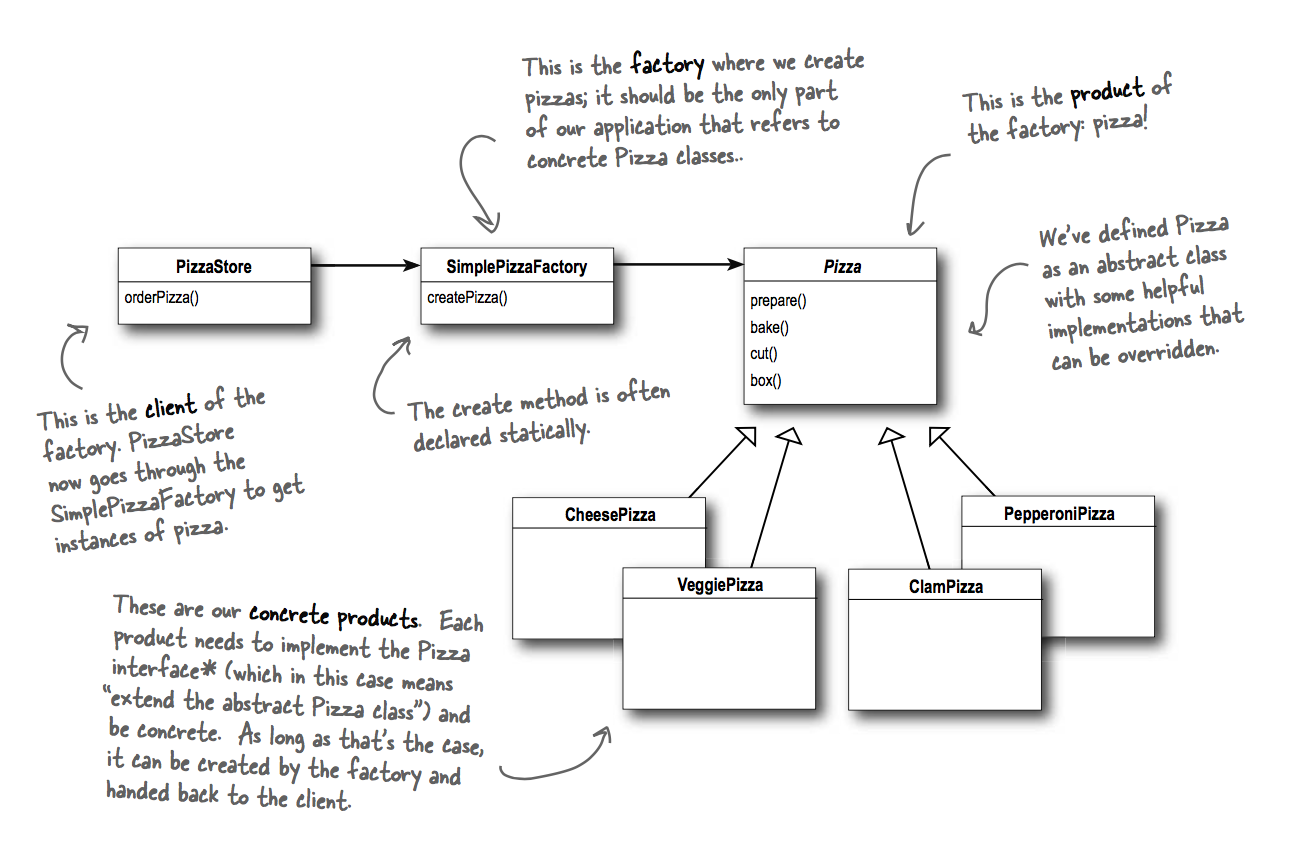 This is the factory where we create
pizzas; it should be the only part
of our application that refers to
concrete Pizza classes..
This is the product of
the factory: pizza!
We've defined Pizza
as an abstract class
with some helpful
implementations that
can be overridden.
PizzaStore
orderPizza()
SimplePizzaFactory
createPizza()
Pizza
prepare()
bake()
cut()
box()
This is the client of the
factory. PizzaStore
now goes through the
SimplePizzaFactory to get
instances of pizza.
The create method is often
declared statically.
CheesePizza
VeggiePizza
ClamPizza
PepperoniPizza
These are our concrete products. Each
product needs to implement the Pizza
interface* (which in this case means
“extend the abstract Pizza class”) and
be concrete. As long as that's the case,
it can be created by the factory and
handed back to the client.